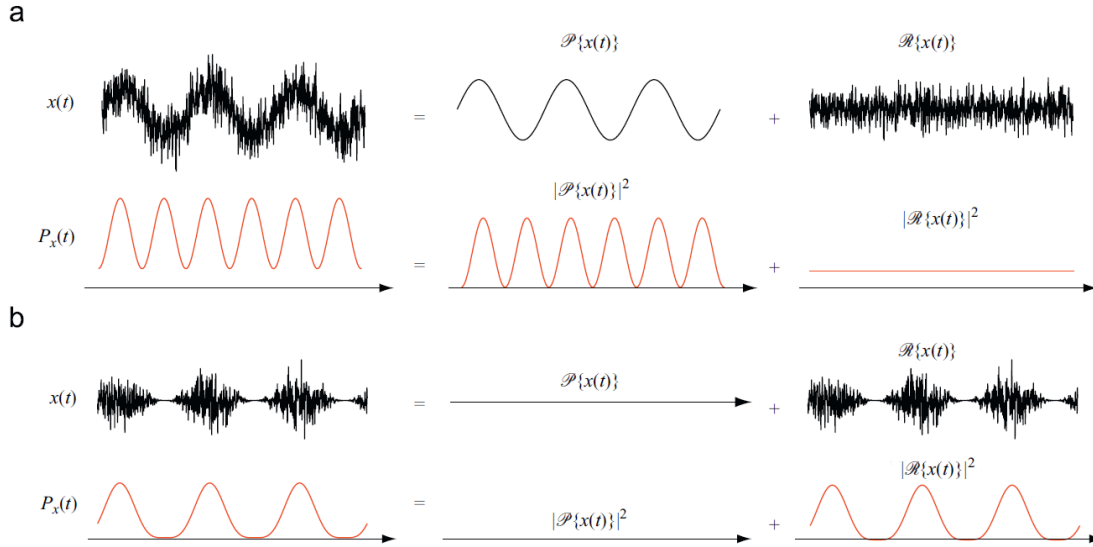 a
𝒫{x(t)}
ℛ{x(t)}
x(t)
=
+
|𝒫{x(t)}|²
|ℛ{x(t)}|²
Pₓ(t)
=
+
b
𝒫{x(t)}
ℛ{x(t)}
x(t)
=
+
|ℛ{x(t)}|²
Pₓ(t)
=
|𝒫{x(t)}|²
+